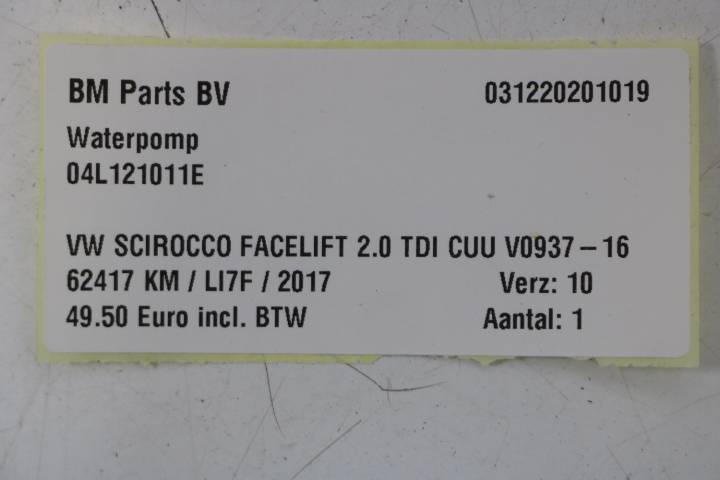 BM Parts BV 031220201019
Waterpomp
04L121011E
VW SCIROCCO FACELIFT 2.0 TDI CUU V0937-16
62417 KM / LI7F / 2017 Verz: 10
49.50 Euro incl. BTW Aantal: 1